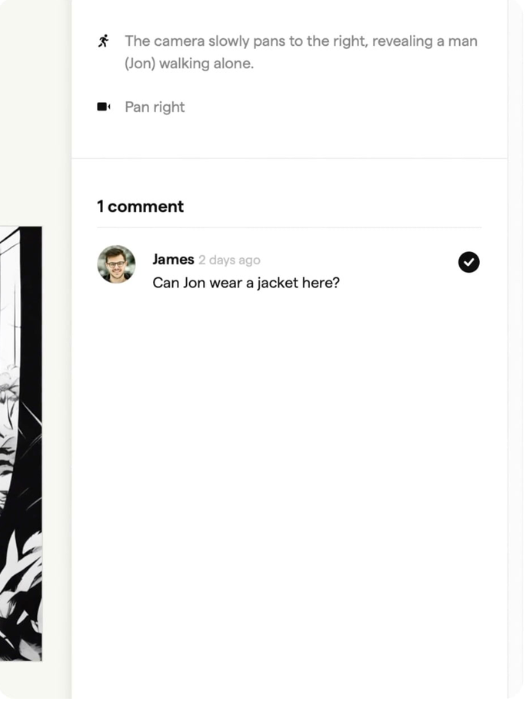 The camera slowly pans to the right, revealing a man
(Jon) walking alone.
Pan right
1 comment
James 2 days ago
Can Jon wear a jacket here?